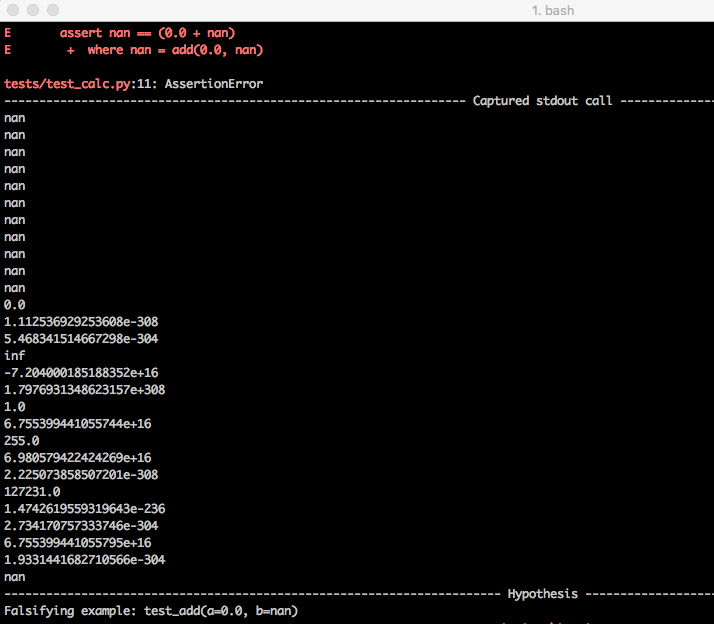 1. bash
E       assert nan == (0.0 + nan)
E        +  where nan = add(0.0, nan)
tests/test_calc.py:11: AssertionError
------------------------------------------------------------------ Captured stdout call -------------
nan
nan
nan
nan
nan
nan
nan
nan
nan
nan
nan
0.0
1.112536929253608e-308
5.468341514667298e-304
inf
-7.204000185188352e+16
1.7976931348623157e+308
1.0
6.755399441055744e+16
255.0
6.980579422424269e+16
2.225073858507201e-308
127231.0
1.4742619559319643e-236
2.734170757333746e-304
6.755399441055795e+16
1.9331441682710566e-304
nan
----------------------------------------------------------------------- Hypothesis ------------------
Falsifying example: test_add(a=0.0, b=nan)